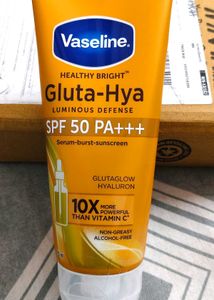 Vaseline.
HEALTHY BRIGHT™
Gluta-Hya
LUMINOUS DEFENSE
SPF 50 PA+++
Serum-burst-sunscreen
GLUTAGLOW
HYALURON
10X MORE
POWERFUL
THAN VITAMIN C*
NON-GREASY
ALCOHOL-FREE